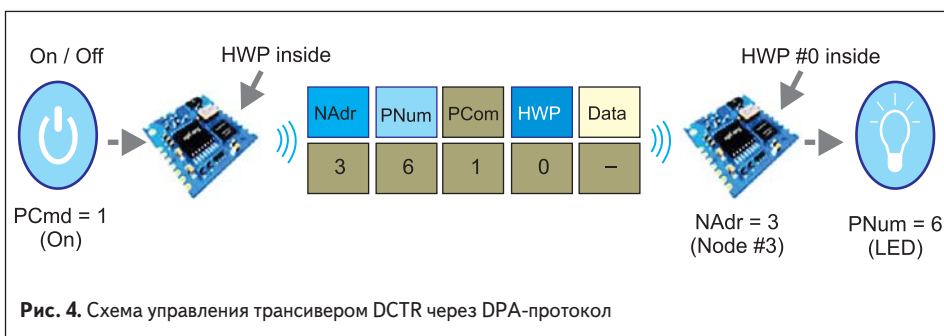 On / Off
HWP inside
HWP #0 inside
NAdr PNum PCom HWP Data
3 6 1 0 –
PCmd = 1
(On)
NAdr = 3
(Node #3)
PNum = 6
(LED)
Рис. 4. Схема управления трансивером DCTR через DPA-протокол